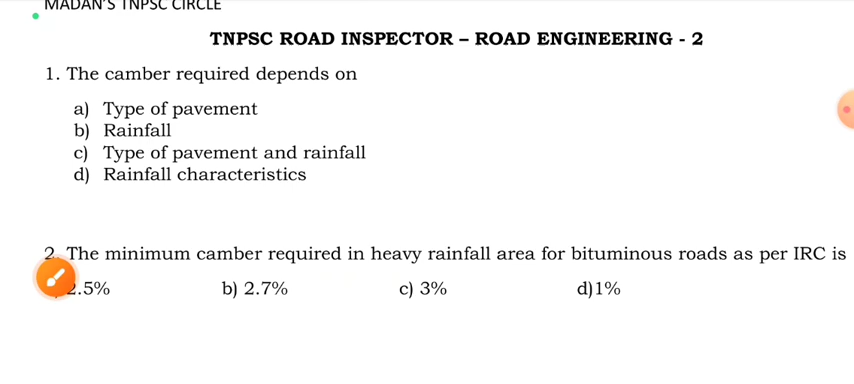 MADAN'S TNPSC CIRCLE
TNPSC ROAD INSPECTOR – ROAD ENGINEERING - 2
1. The camber required depends on
a) Type of pavement
b) Rainfall
c) Type of pavement and rainfall
d) Rainfall characteristics
2. The minimum camber required in heavy rainfall area for bituminous roads as per IRC is
2.5% b) 2.7% c) 3% d)1%